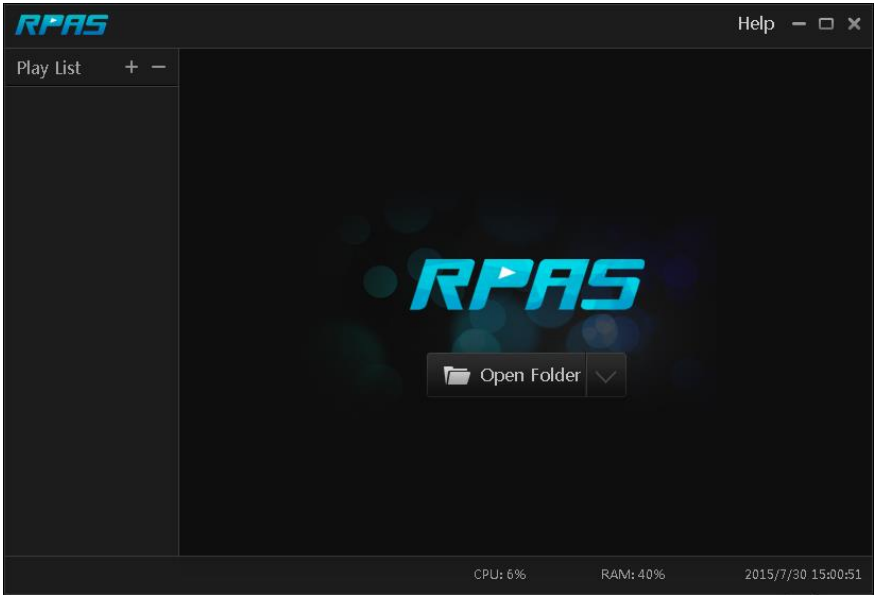 RPAS
Help
Play List + −
RPAS
Open Folder
CPU: 6% RAM: 40% 2015/7/30 15:00:51